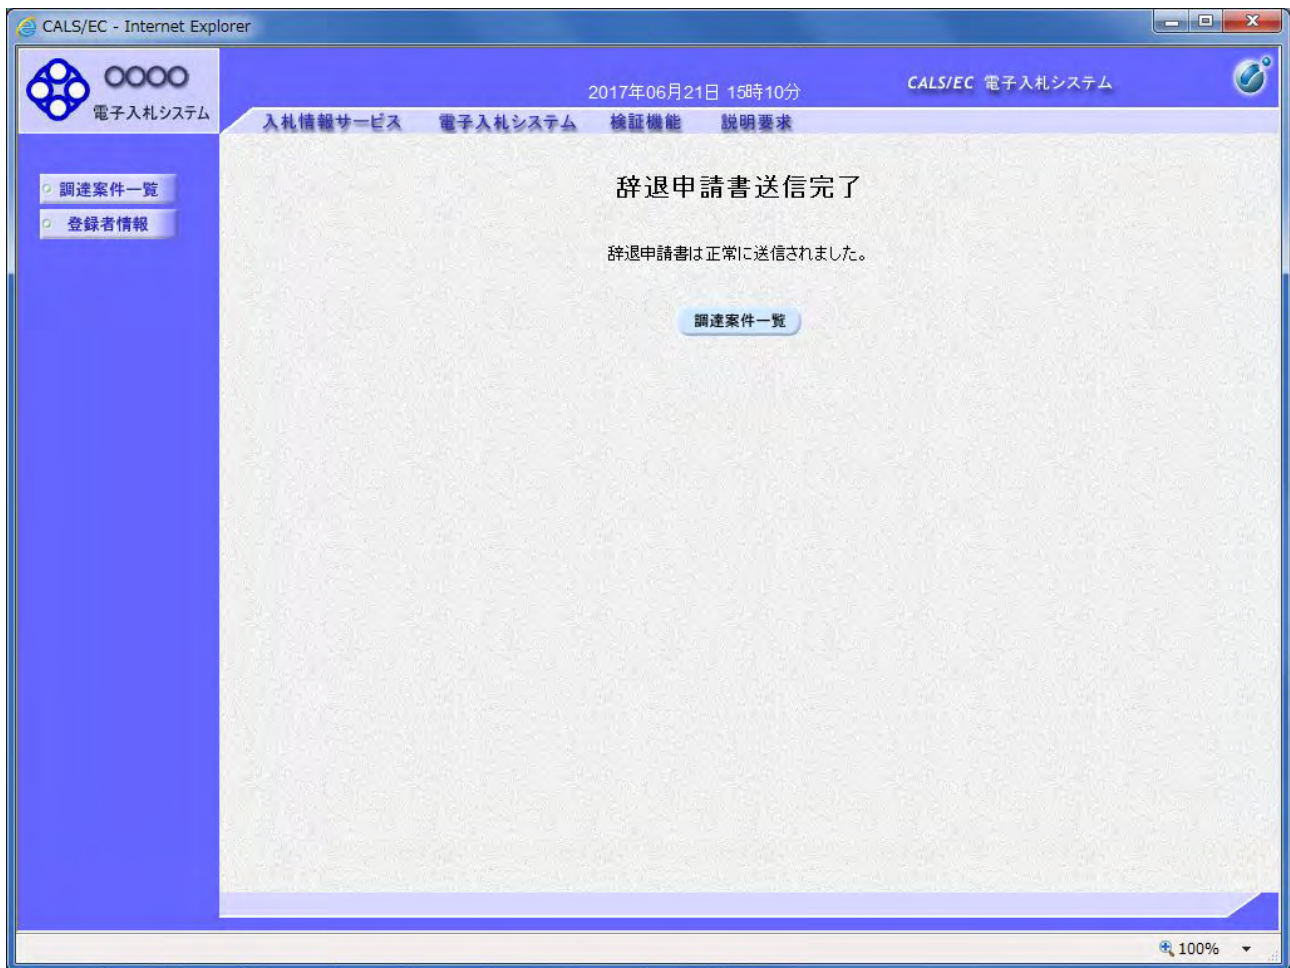 CALS/EC - Internet Explorer
○○○○
電子入札システム
2017年06月21日 15時10分
CALS/EC 電子入札システム
入札情報サービス 電子入札システム 検証機能 説明要求
調達案件一覧
登録者情報
辞退申請書送信完了
辞退申請書は正常に送信されました。
調達案件一覧
100%